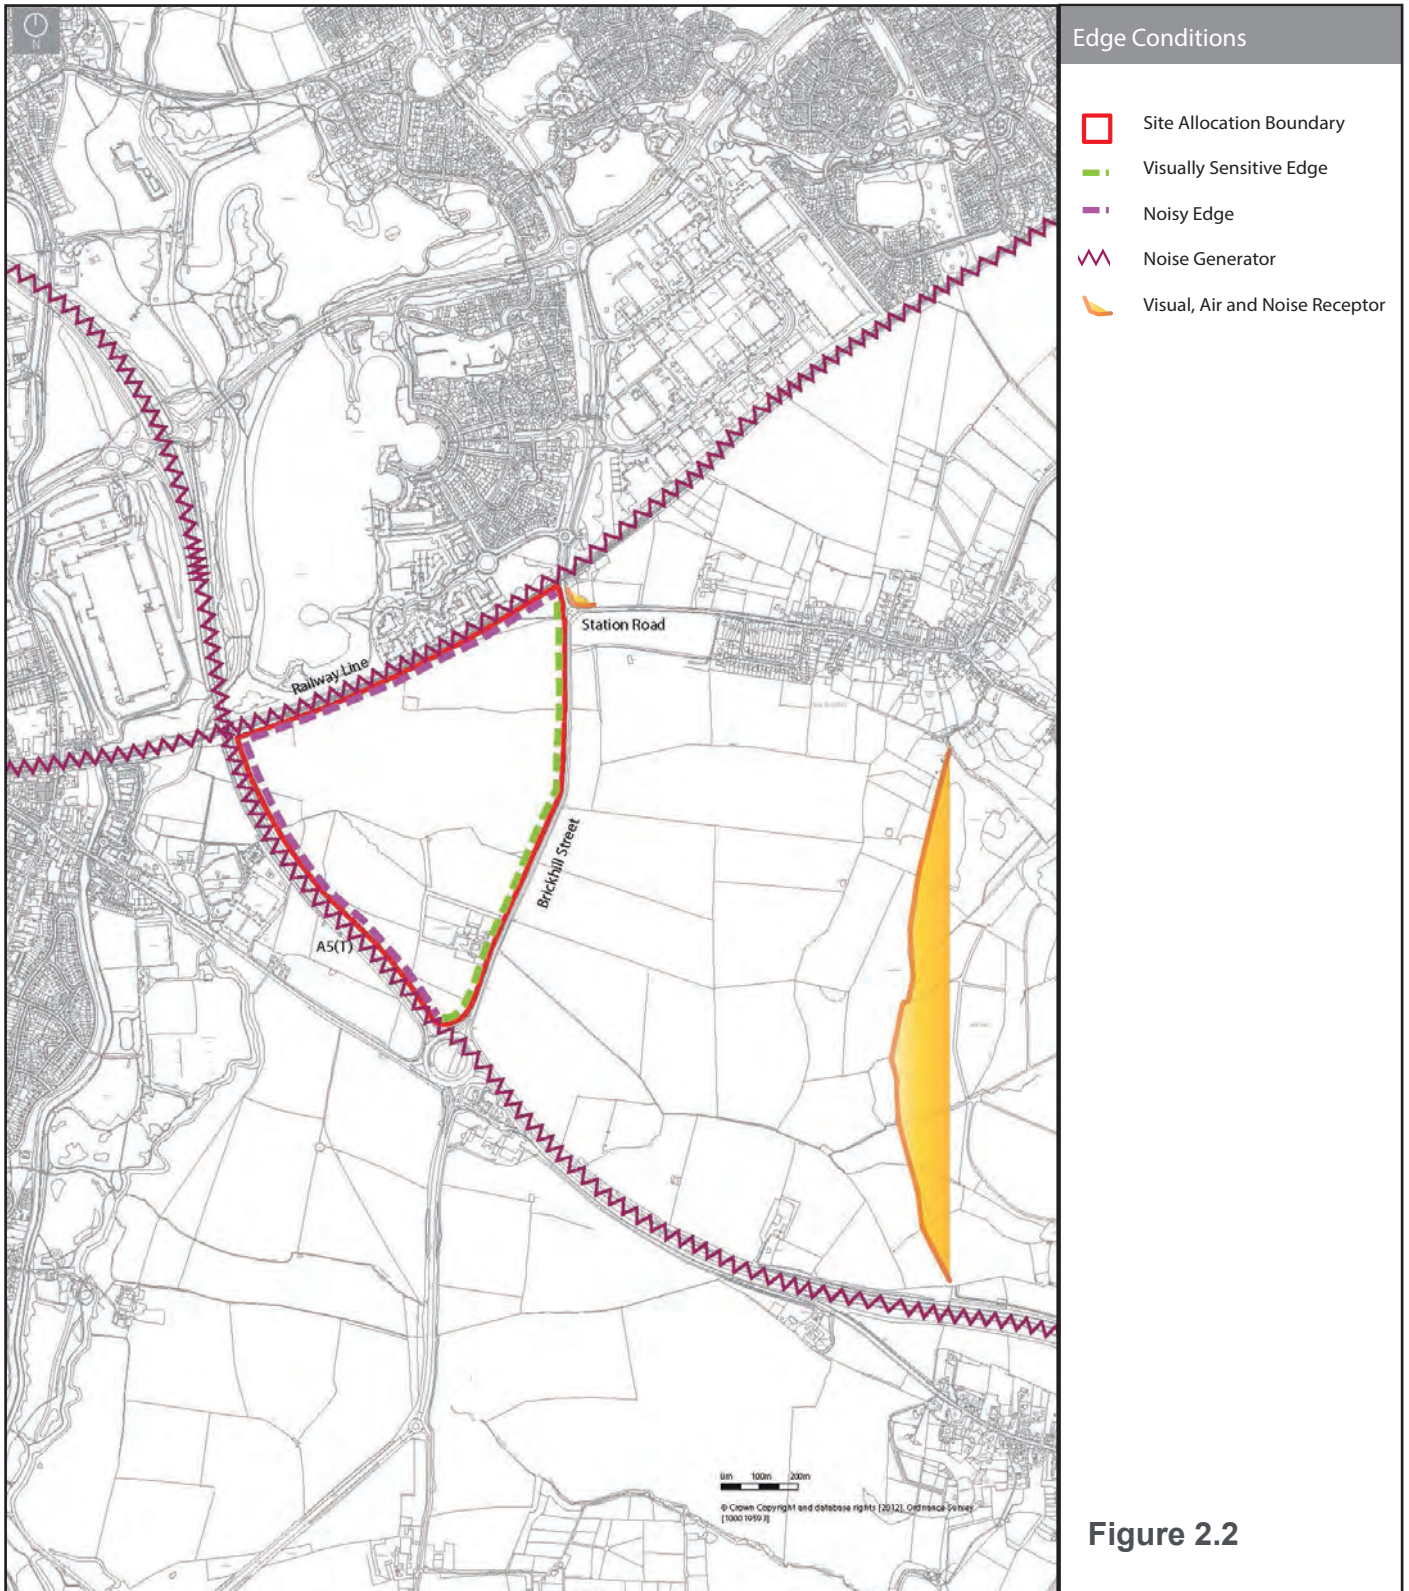 N
Edge Conditions
Site Allocation Boundary
Visually Sensitive Edge
Noisy Edge
Noise Generator
Visual, Air and Noise Receptor
Station Road
Railway Line
Brickhill Street
A5(T)
0m 100m 200m
© Crown Copyright and database rights [2012]. Ordnance Survey
Figure 2.2